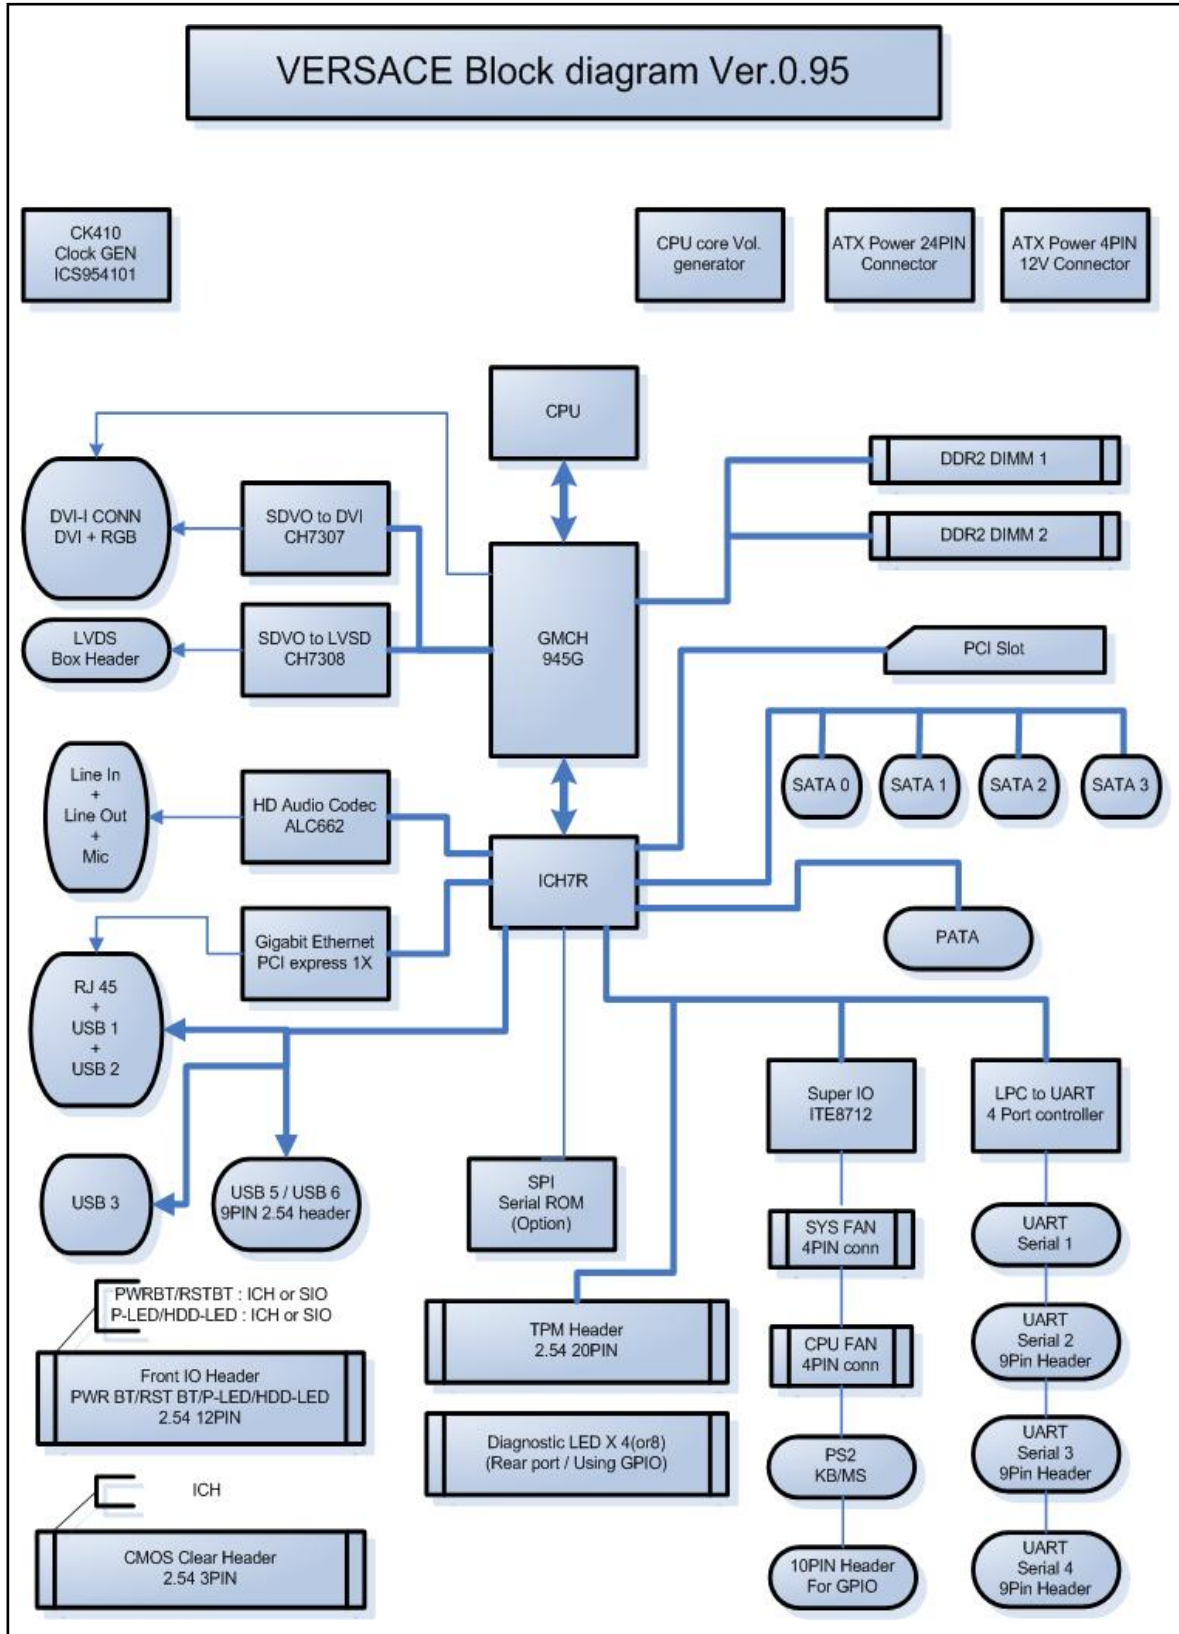 VERSACE Block diagram Ver.0.95
CK410
Clock GEN
ICS954101
CPU core Vol.
generator
ATX Power 24PIN
Connector
ATX Power 4PIN
12V Connector
CPU
DDR2 DIMM 1
DVI-I CONN
DVI + RGB
SDVO to DVI
CH7307
DDR2 DIMM 2
LVDS
Box Header
SDVO to LVSD
CH7308
GMCH
945G
PCI Slot
Line In
+
Line Out
+
Mic
HD Audio Codec
ALC662
SATA 0
SATA 1
SATA 2
SATA 3
ICH7R
Gigabit Ethernet
PCI express 1X
PATA
RJ 45
+
USB 1
+
USB 2
Super IO
ITE8712
LPC to UART
4 Port controller
USB 3
USB 5 / USB 6
9PIN 2.54 header
SPI
Serial ROM
(Option)
SYS FAN
4PIN conn
UART
Serial 1
PWRBT/RSTBT : ICH or SIO
P-LED/HDD-LED : ICH or SIO
TPM Header
2.54 20PIN
CPU FAN
4PIN conn
UART
Serial 2
9Pin Header
Front IO Header
PWR BT/RST BT/P-LED/HDD-LED
2.54 12PIN
Diagnostic LED X 4(or8)
(Rear port / Using GPIO)
PS2
KB/MS
UART
Serial 3
9Pin Header
ICH
CMOS Clear Header
2.54 3PIN
10PIN Header
For GPIO
UART
Serial 4
9Pin Header